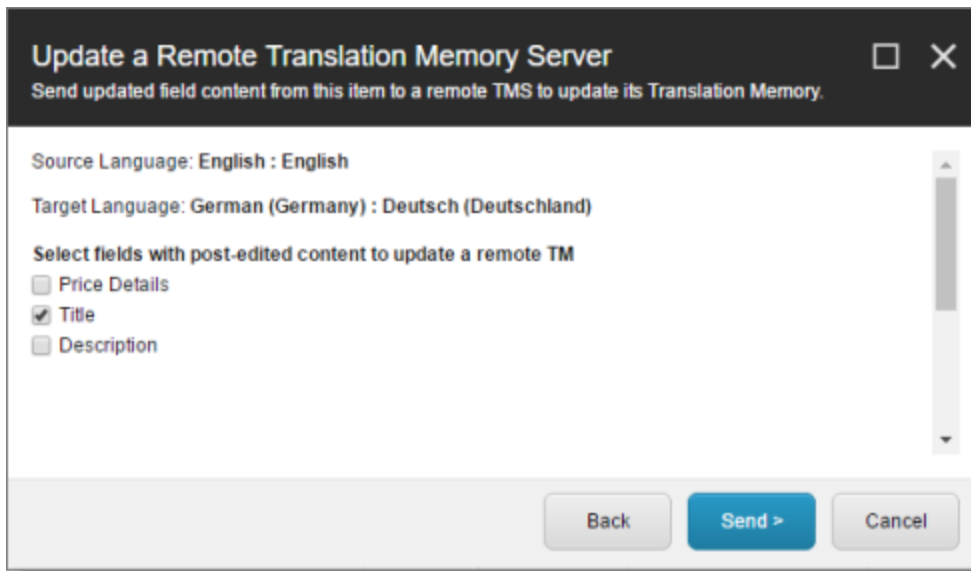 Update a Remote Translation Memory Server
Send updated field content from this item to a remote TMS to update its Translation Memory.
Source Language: English : English
Target Language: German (Germany) : Deutsch (Deutschland)
Select fields with post-edited content to update a remote TM
Price Details
Title
Description
Back
Send >
Cancel